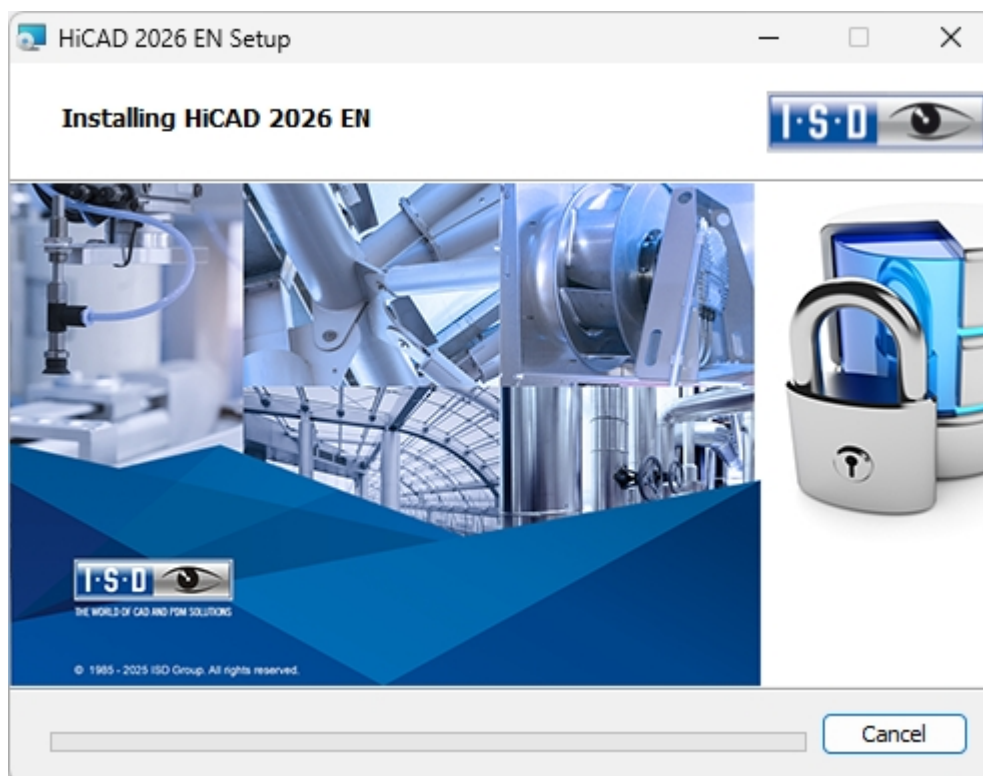 HiCAD 2026 EN Setup
Installing HiCAD 2026 EN
I·S·D
I·S·D
THE WORLD OF CAD AND PDM SOLUTIONS
© 1985 - 2025 ISD Group. All rights reserved.
Cancel